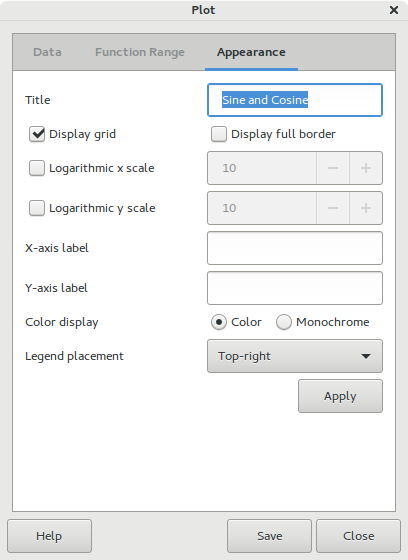 Plot
Data Function Range Appearance
Title Sine and Cosine
Display grid Display full border
Logarithmic x scale 10
Logarithmic y scale 10
X-axis label
Y-axis label
Color display Color Monochrome
Legend placement Top-right
Apply
Help Save Close